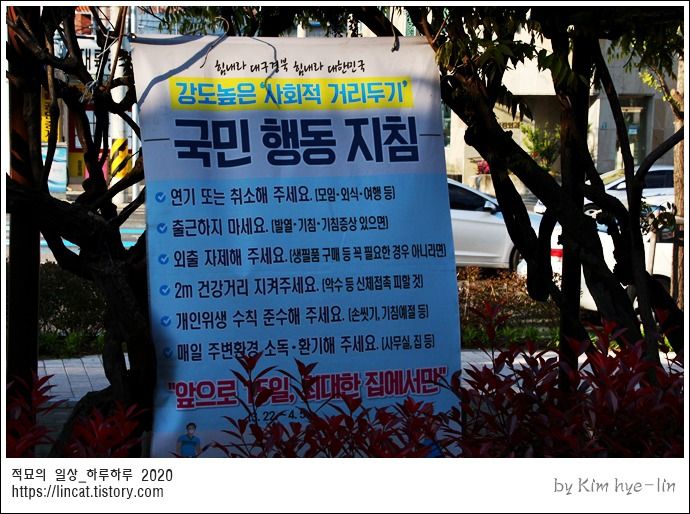 힘내라 대구경북 힘내라 대한민국
강도높은 '사회적 거리두기'
국민 행동 지침
연기 또는 취소해 주세요. (모임·외식·여행 등)
출근하지 마세요. (발열·기침·기침증상 있으면)
외출 자제해 주세요. (생필품 구매 등 꼭 필요한 경우 아니라면)
2m 건강거리 지켜주세요. (악수 등 신체접촉 피할 것)
개인위생 수칙 준수해 주세요. (손씻기, 기침예절 등)
매일 주변환경 소독·환기해 주세요. (사무실, 집 등)
"앞으로 15일, 최대한 집에서만"
3. 22 ~ 4. 5
적묘의 일상_하루하루 2020
https://lincat.tistory.com
by Kim hye-lin